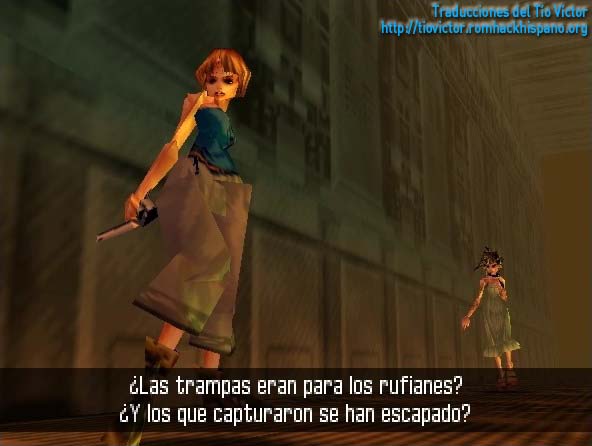 Traducciones del Tio Victor
http://tiovictor.romhackhispano.org
¿Las trampas eran para los rufianes?
¿Y los que capturaron se han escapado?